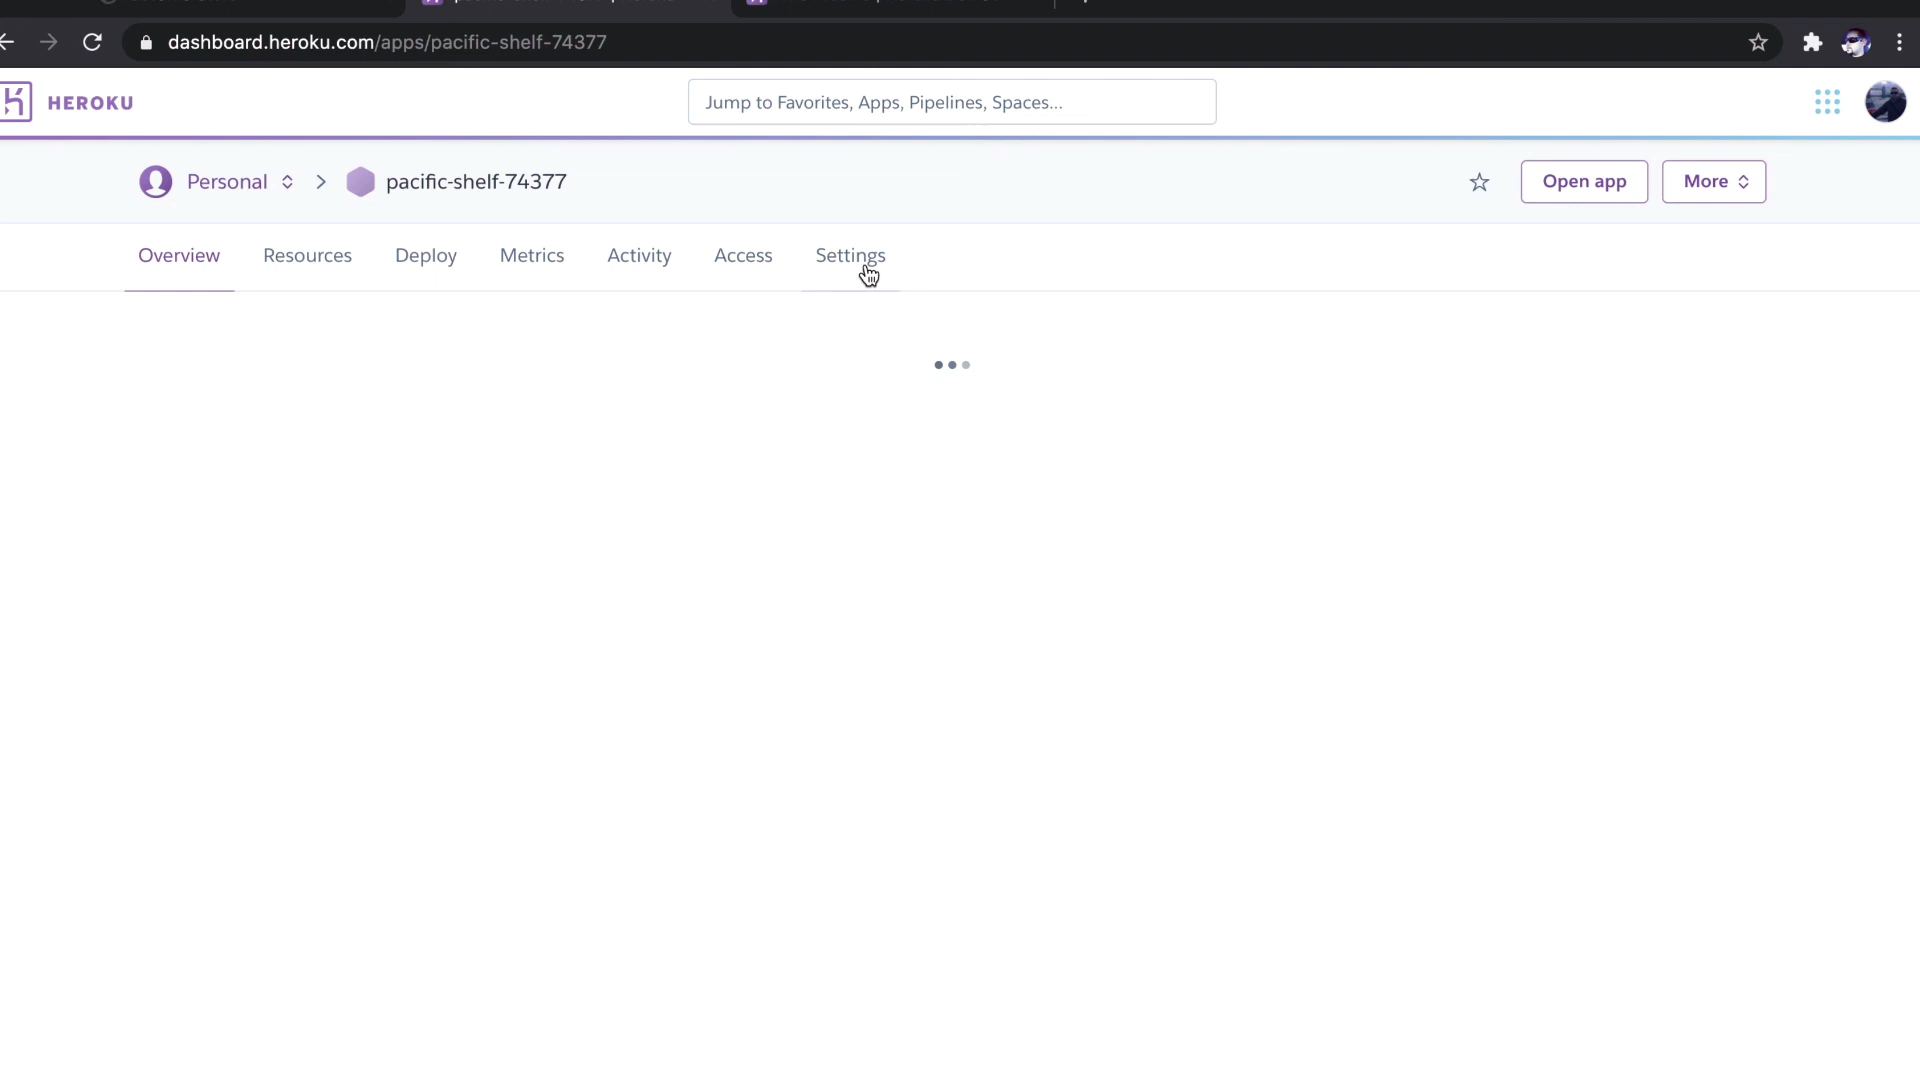 dashboard.heroku.com/apps/pacific-shelf-74377
HEROKU
Jump to Favorites, Apps, Pipelines, Spaces...
Personal
pacific-shelf-74377
Open app
More
Overview
Resources
Deploy
Metrics
Activity
Access
Settings